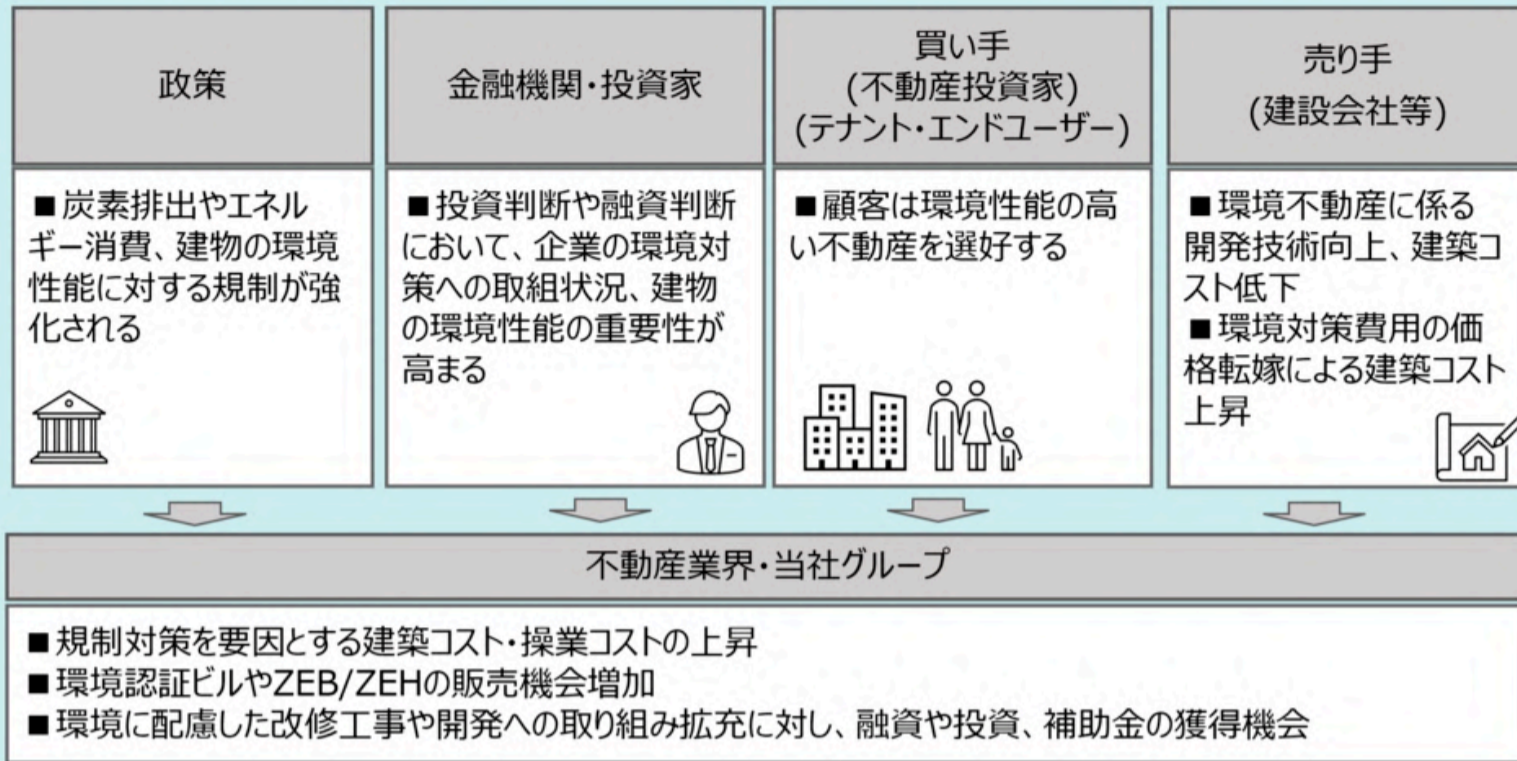 政策
金融機関・投資家
買い手
(不動産投資家)
(テナント・エンドユーザー)
売り手
(建設会社等)
■炭素排出やエネル
ギー消費、建物の環境
性能に対する規制が強
化される
■投資判断や融資判断
において、企業の環境対
策への取組状況、建物
の環境性能の重要性が
高まる
■顧客は環境性能の高
い不動産を選好する
■環境不動産に係る
開発技術向上、建築コ
スト低下
■環境対策費用の価
格転嫁による建築コスト
上昇
不動産業界・当社グループ
■規制対策を要因とする建築コスト・操業コストの上昇
■環境認証ビルやZEB/ZEHの販売機会増加
■環境に配慮した改修工事や開発への取り組み拡充に対し、融資や投資、補助金の獲得機会